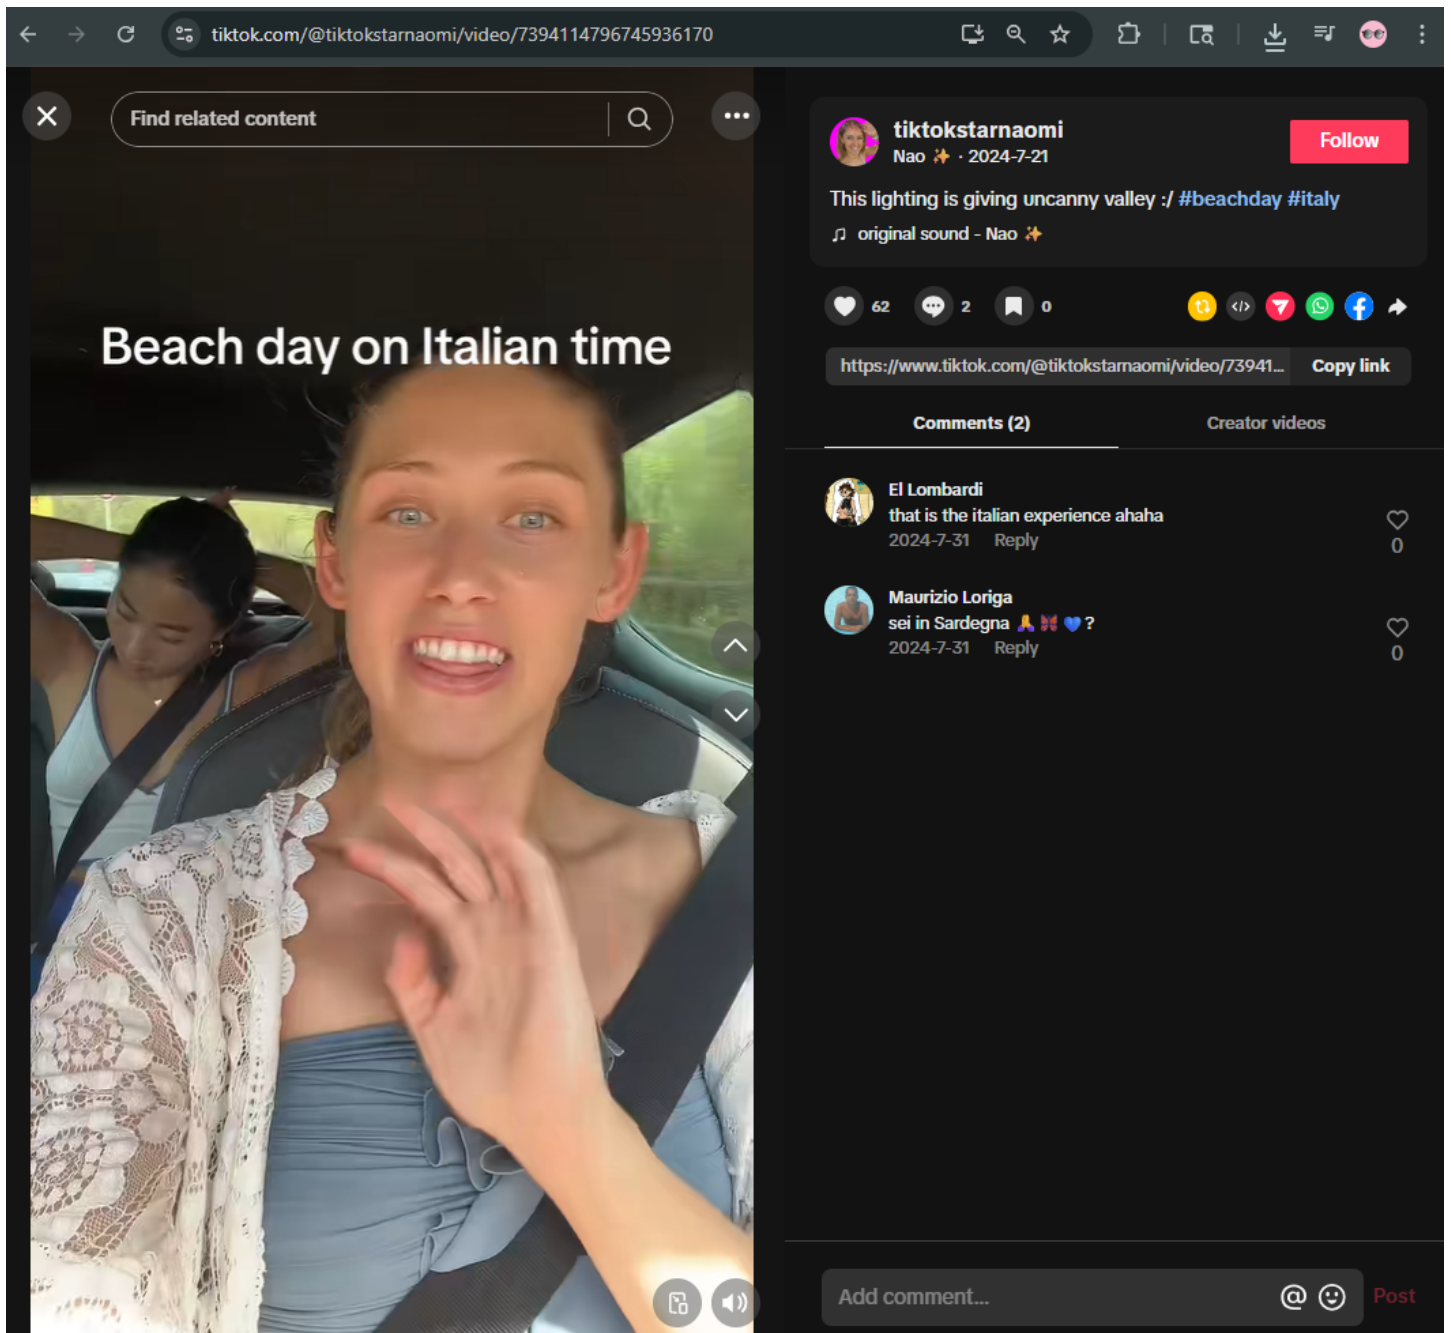 tiktok.com/@tiktokstarnaomi/video/7394114796745936170
Find related content
Beach day on Italian time
tiktokstarnaomi
Nao ✨ · 2024-7-21
Follow
This lighting is giving uncanny valley :/ #beachday #italy
♫ original sound - Nao ✨
62
2
0
https://www.tiktok.com/@tiktokstarnaomi/video/73941...
Copy link
Comments (2)
Creator videos
El Lombardi
that is the italian experience ahaha
2024-7-31 Reply
0
Maurizio Loriga
sei in Sardegna 🧜‍♀️ 🦋 💙?
2024-7-31 Reply
0
Add comment...
@
Post